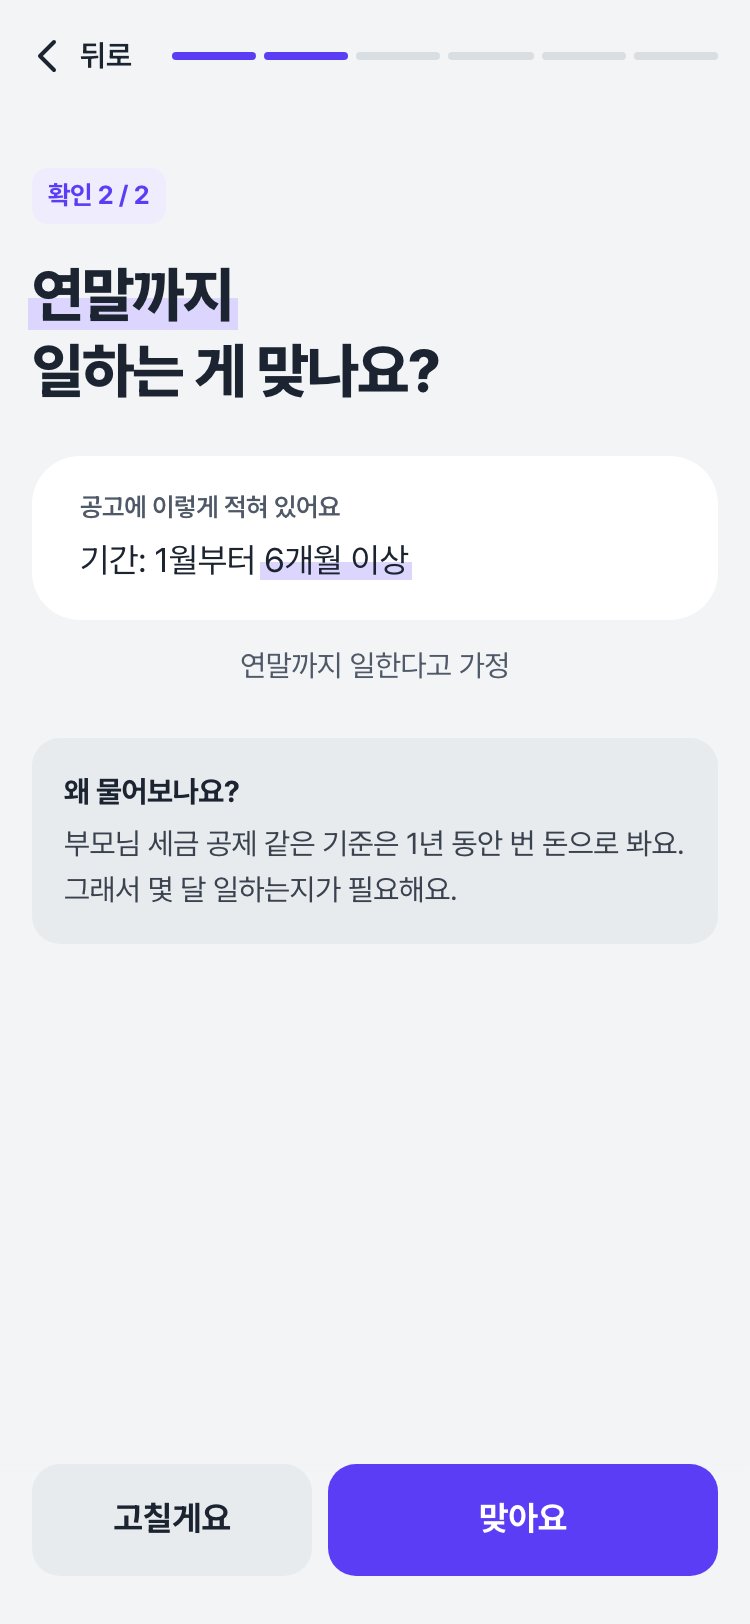 뒤로
확인 2 / 2
연말까지
일하는 게 맞나요?
공고에 이렇게 적혀 있어요
기간: 1월부터 6개월 이상
연말까지 일한다고 가정
왜 물어보나요?
부모님 세금 공제 같은 기준은 1년 동안 번 돈으로 봐요.
그래서 몇 달 일하는지가 필요해요.
고칠게요
맞아요